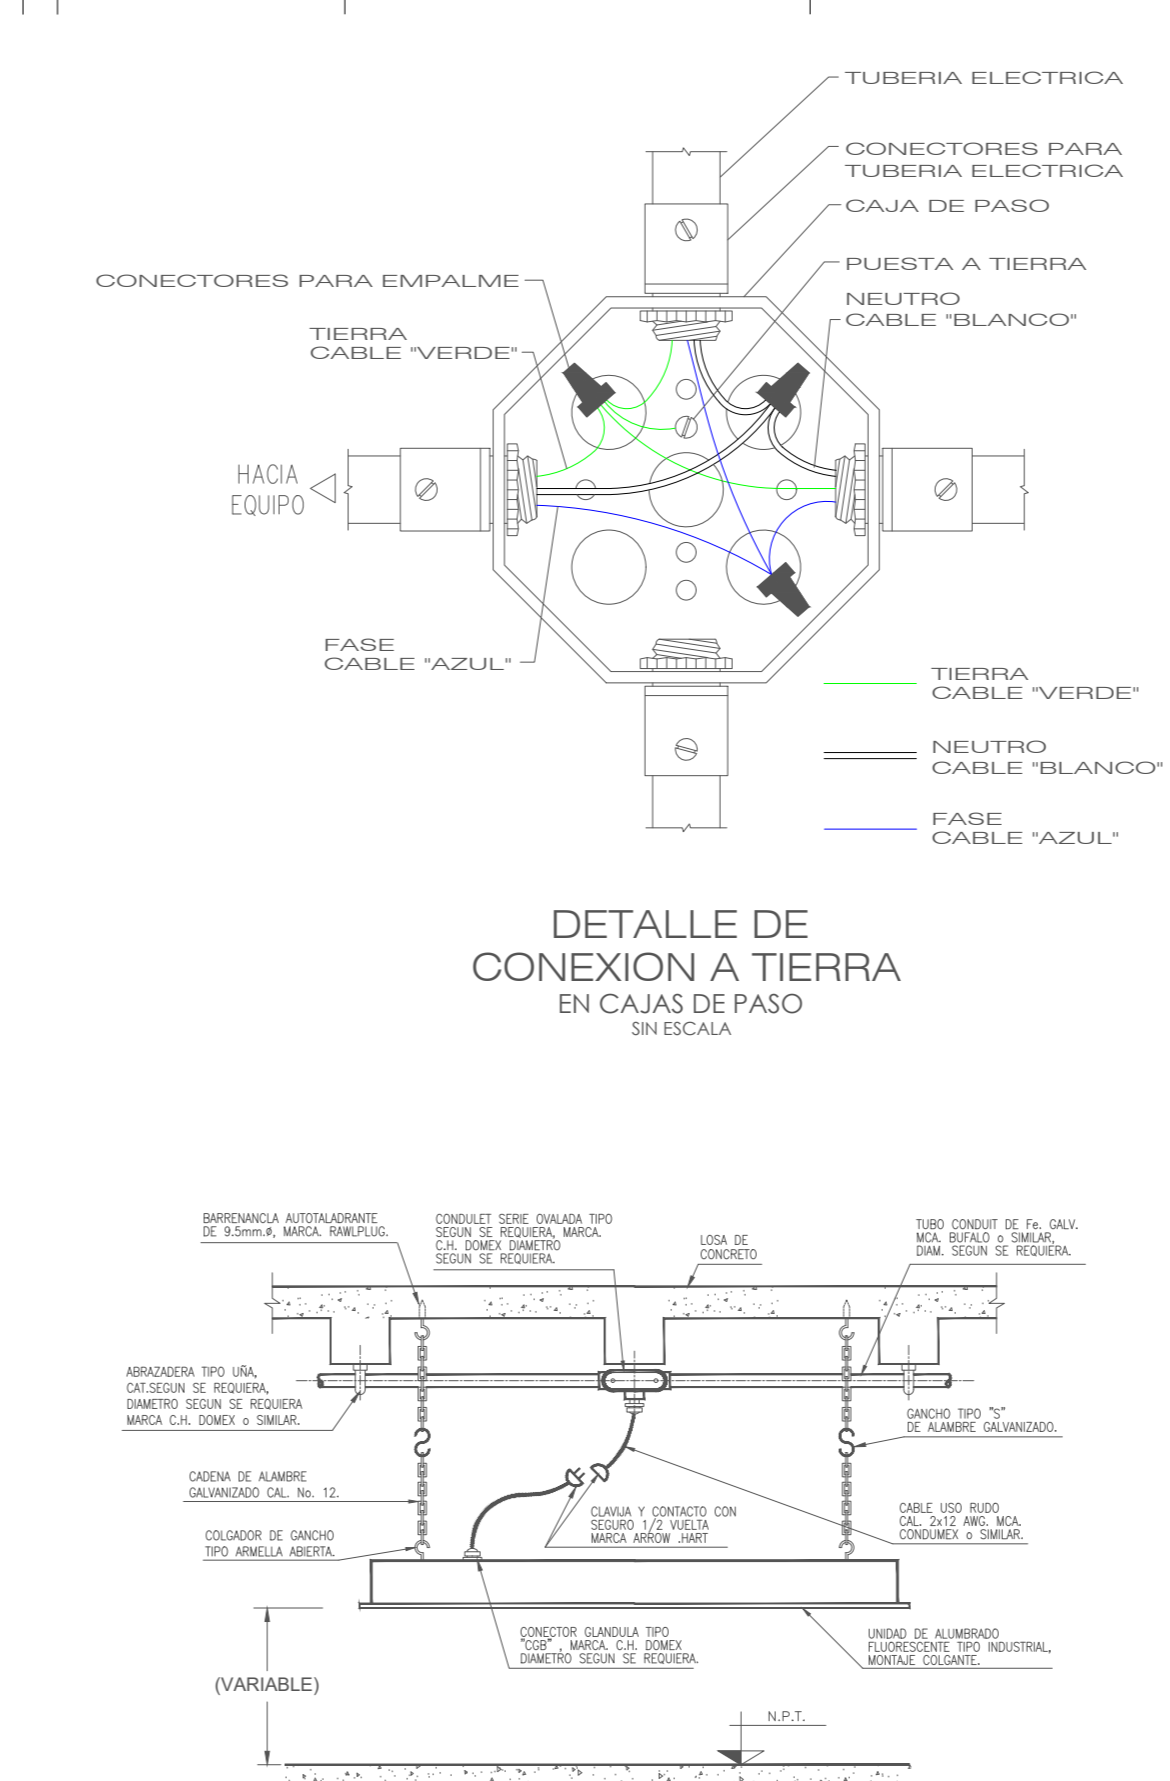 TUBERIA ELECTRICA
CONECTORES PARA
TUBERIA ELECTRICA
CAJA DE PASO
PUESTA A TIERRA
CONECTORES PARA EMPALME
NEUTRO
CABLE "BLANCO"
TIERRA
CABLE "VERDE"
HACIA
EQUIPO
FASE
CABLE "AZUL"
TIERRA
CABLE "VERDE"
NEUTRO
CABLE "BLANCO"
FASE
CABLE "AZUL"
DETALLE DE
CONEXION A TIERRA
EN CAJAS DE PASO
SIN ESCALA
BARRENANCLA AUTOTALADRANTE
DE 9.5mm.ø, MARCA. RAWLPLUG.
CONDULET SERIE OVALADA TIPO
SEGUN SE REQUIERA, MARCA.
C.H. DOMEX DIAMETRO
SEGUN SE REQUIERA.
LOSA DE
CONCRETO
TUBO CONDUIT DE Fe. GALV.
MCA. BUFALO o SIMILAR,
DIAM. SEGUN SE REQUIERA.
ABRAZADERA TIPO UÑA,
CAT.SEGUN SE REQUIERA,
DIAMETRO SEGUN SE REQUIERA
MARCA C.H. DOMEX o SIMILAR.
GANCHO TIPO "S"
DE ALAMBRE GALVANIZADO.
CADENA DE ALAMBRE
GALVANIZADO CAL. No. 12.
CLAVIJA Y CONTACTO CON
SEGURO 1/2 VUELTA
MARCA ARROW .HART
CABLE USO RUDO
CAL. 2x12 AWG. MCA.
CONDUMEX o SIMILAR.
COLGADOR DE GANCHO
TIPO ARMELLA ABIERTA.
CONECTOR GLANDULA TIPO
"CGB" , MARCA. C.H. DOMEX
DIAMETRO SEGUN SE REQUIERA.
UNIDAD DE ALUMBRADO
FLUORESCENTE TIPO INDUSTRIAL,
MONTAJE COLGANTE.
(VARIABLE)
N.P.T.